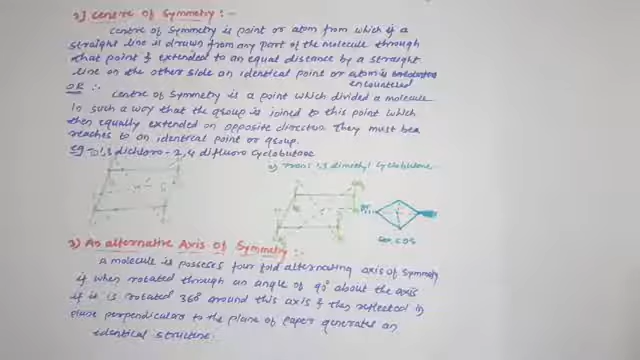 2] Centre of Symmetry :-
Centre of Symmetry is point or atom from which if a
straight line is drawn from any part of the molecule through
that point & extended to an equal distance by a straight
line on the other side an identical point or atom is
encountered
OR :-
Centre of Symmetry is a point which divided a molecule
In such a way that the group is joined to this point which
then equally extended on opposite direction They must be a
reaches to an identical point or group.
Eg - 1,3 dichloro - 2,4 difluoro Cyclobutane
2) Trans 1,3 dimethyl Cyclobutane
3) An alternative Axis of Symmetry :-
A molecule is possess four fold alternating axis of Symmetry
if when rotated through an angle of 90° about the axis
if it is rotated 360° around this axis & then reflected in
plane perpendiculars to the plane of paper generates an
identical structure.